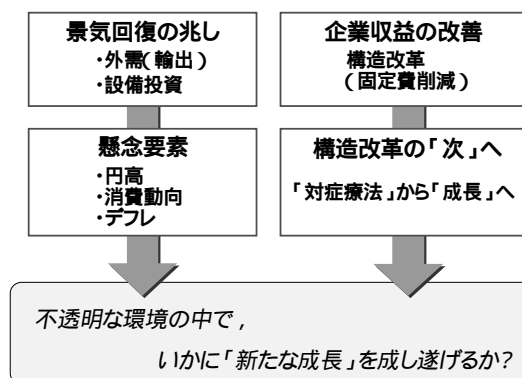 景気回復の兆し
・外需(輸出)
・設備投資
企業収益の改善
構造改革
(固定費削減)
懸念要素
・円高
・消費動向
・デフレ
構造改革の「次」へ
「対症療法」から「成長」へ
不透明な環境の中で,
いかに「新たな成長」を成し遂げるか?